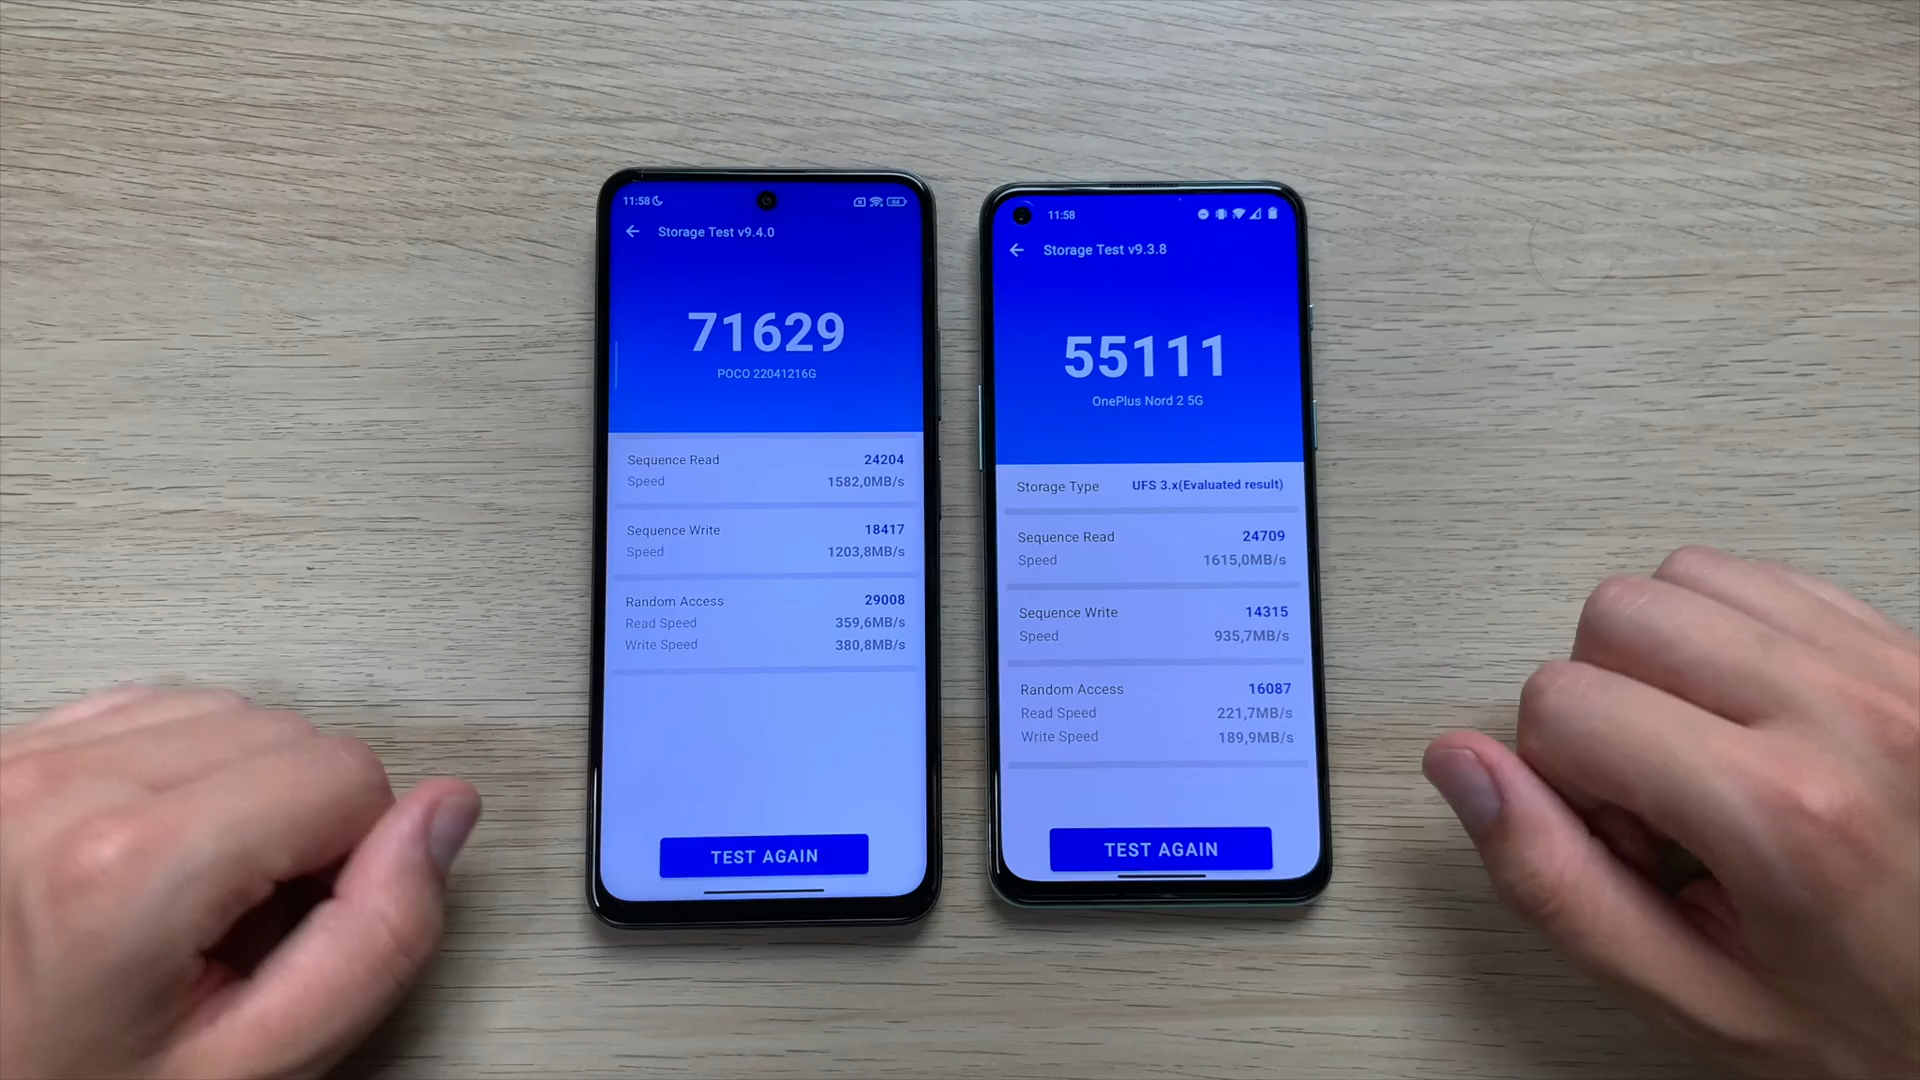 11:58
64
Storage Test v9.4.0
71629
POCO 22041216G
Sequence Read 24204
Speed 1582,0MB/s
Sequence Write 18417
Speed 1203,8MB/s
Random Access 29008
Read Speed 359,6MB/s
Write Speed 380,8MB/s
TEST AGAIN
11:58
Storage Test v9.3.8
55111
OnePlus Nord 2 5G
Storage Type UFS 3.x(Evaluated result)
Sequence Read 24709
Speed 1615,0MB/s
Sequence Write 14315
Speed 935,7MB/s
Random Access 16087
Read Speed 221,7MB/s
Write Speed 189,9MB/s
TEST AGAIN